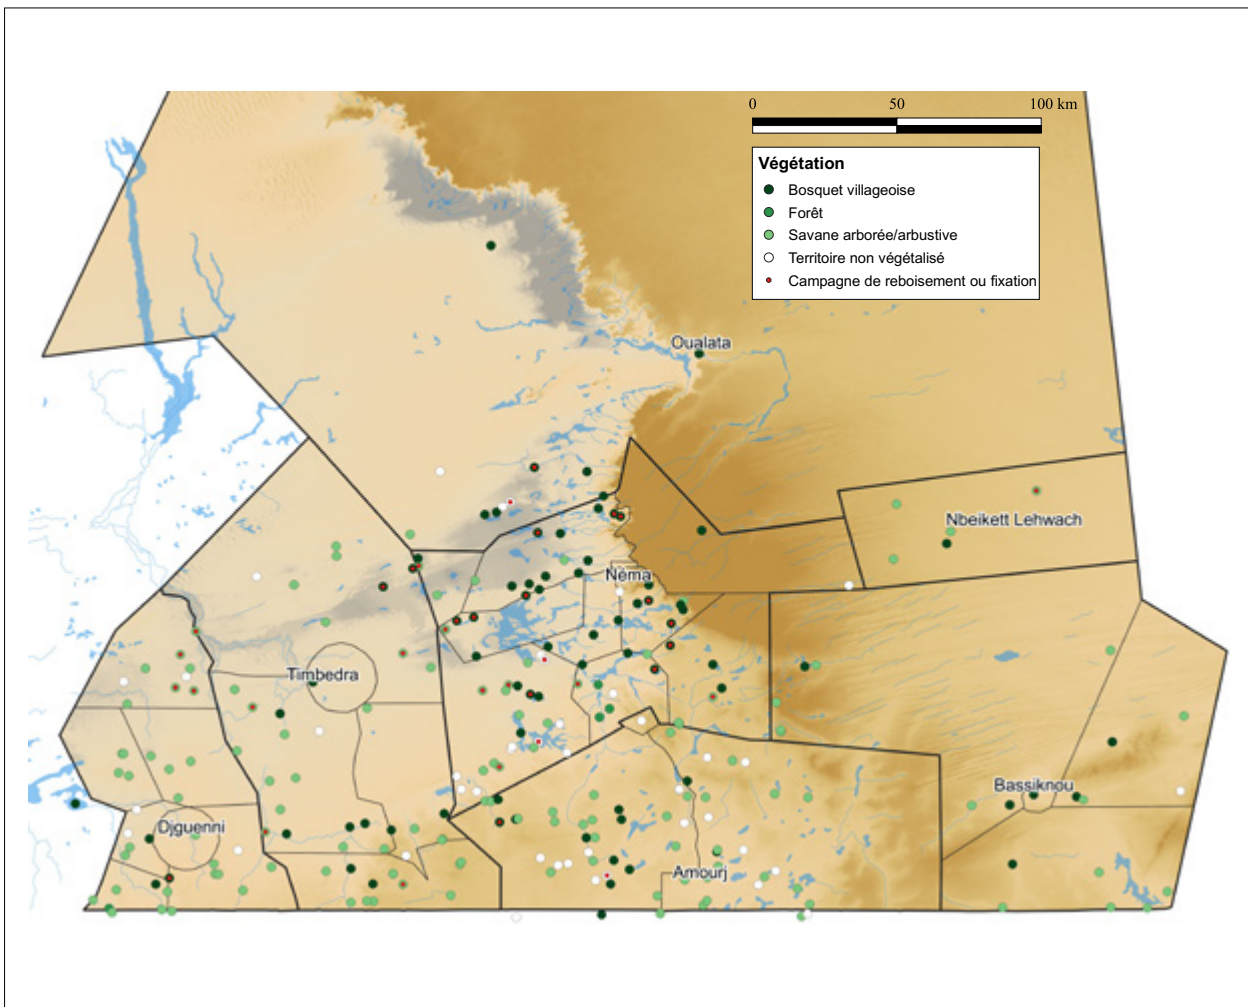 0 50 100 km
Végétation
Bosquet villageoise
Forêt
Savane arborée/arbustive
Territoire non végétalisé
Campagne de reboisement ou fixation
Oualata
Nbeikett Lehwach
Néma
Timbedra
Bassiknou
Djguenni
Amourj